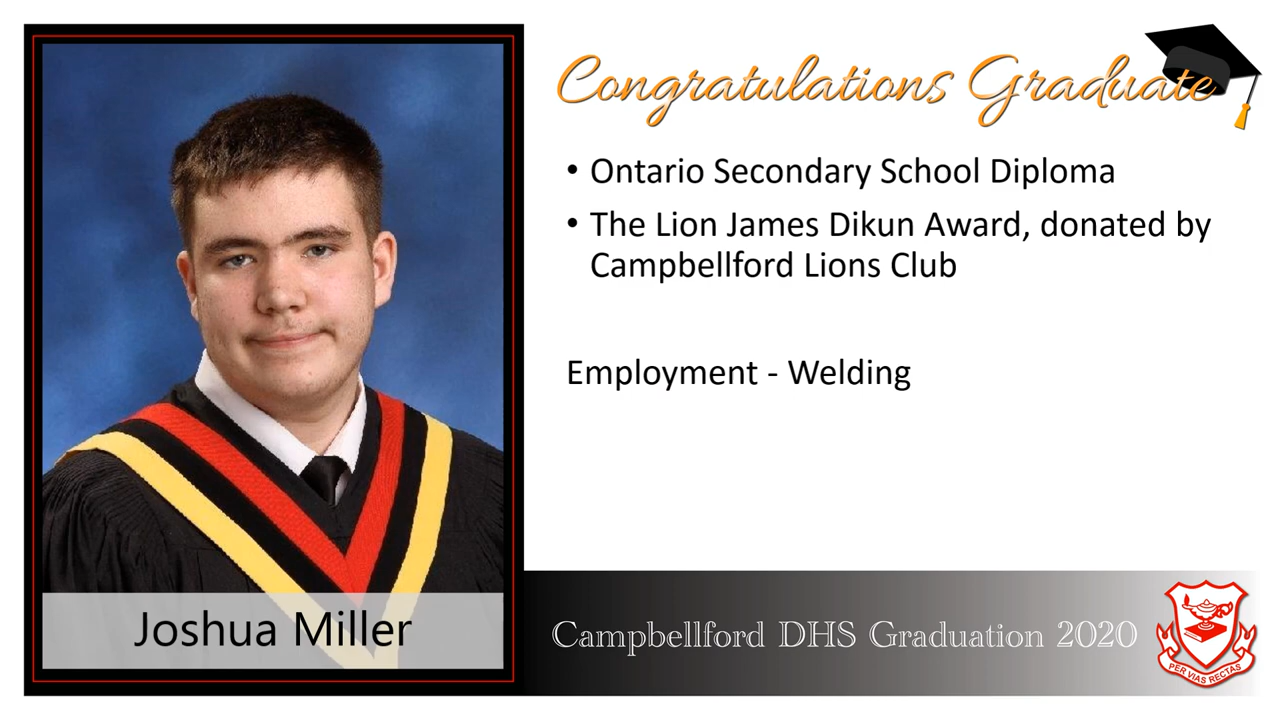 Congratulations Graduate
• Ontario Secondary School Diploma
• The Lion James Dikun Award, donated by
Campbellford Lions Club
Employment - Welding
Joshua Miller
Campbellford DHS Graduation 2020
PER VIAS RECTAS